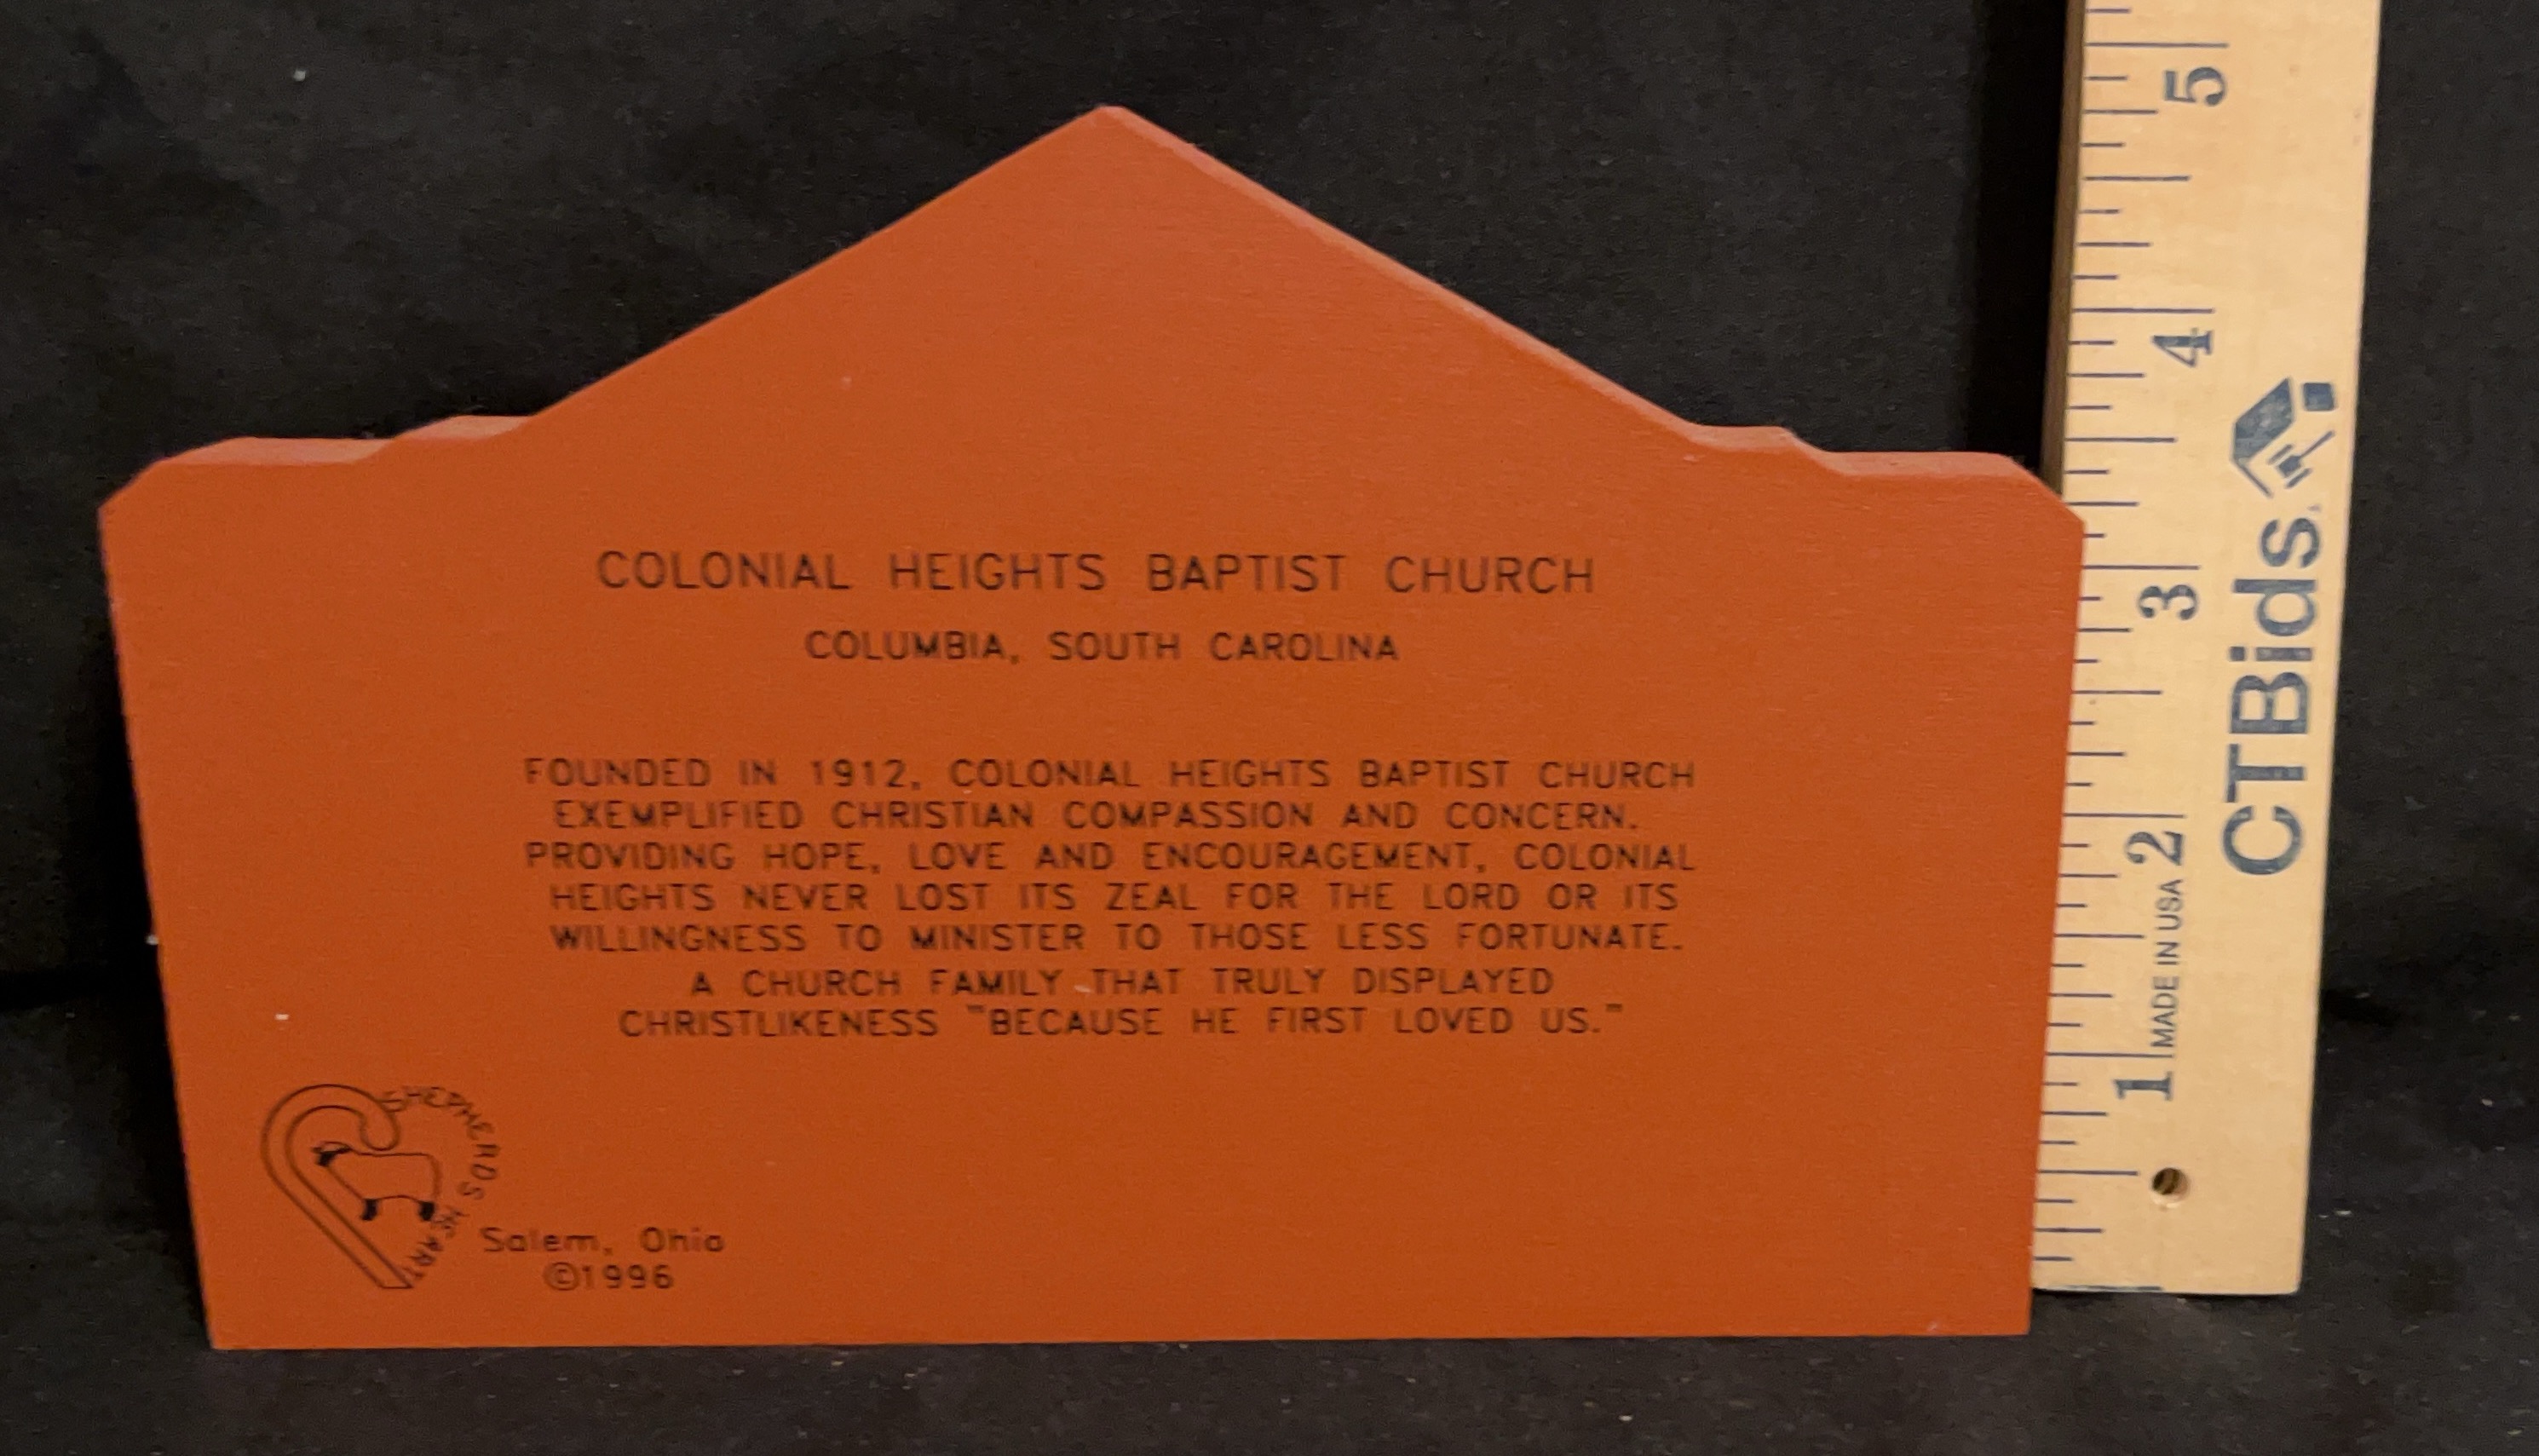 COLONIAL HEIGHTS BAPTIST CHURCH
COLUMBIA, SOUTH CAROLINA
FOUNDED IN 1912, COLONIAL HEIGHTS BAPTIST CHURCH
EXEMPLIFIED CHRISTIAN COMPASSION AND CONCERN.
PROVIDING HOPE, LOVE AND ENCOURAGEMENT, COLONIAL
HEIGHTS NEVER LOST ITS ZEAL FOR THE LORD OR ITS
WILLINGNESS TO MINISTER TO THOSE LESS FORTUNATE.
A CHURCH FAMILY THAT TRULY DISPLAYED
CHRISTLIKENESS "BECAUSE HE FIRST LOVED US."
SHEPHERDS HEART
Salem, Ohio
©1996
1 2 3 4 5
MADE IN USA
CTBids